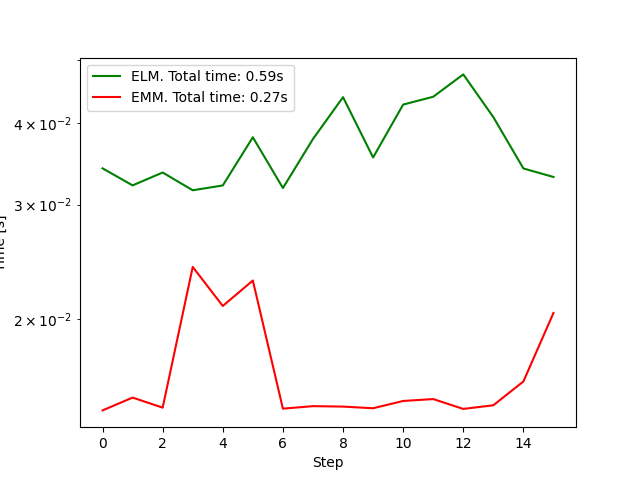 ELM. Total time: 0.59s
EMM. Total time: 0.27s
4 × 10⁻²
3 × 10⁻²
2 × 10⁻²
[s]
0 2 4 6 8 10 12 14
Step